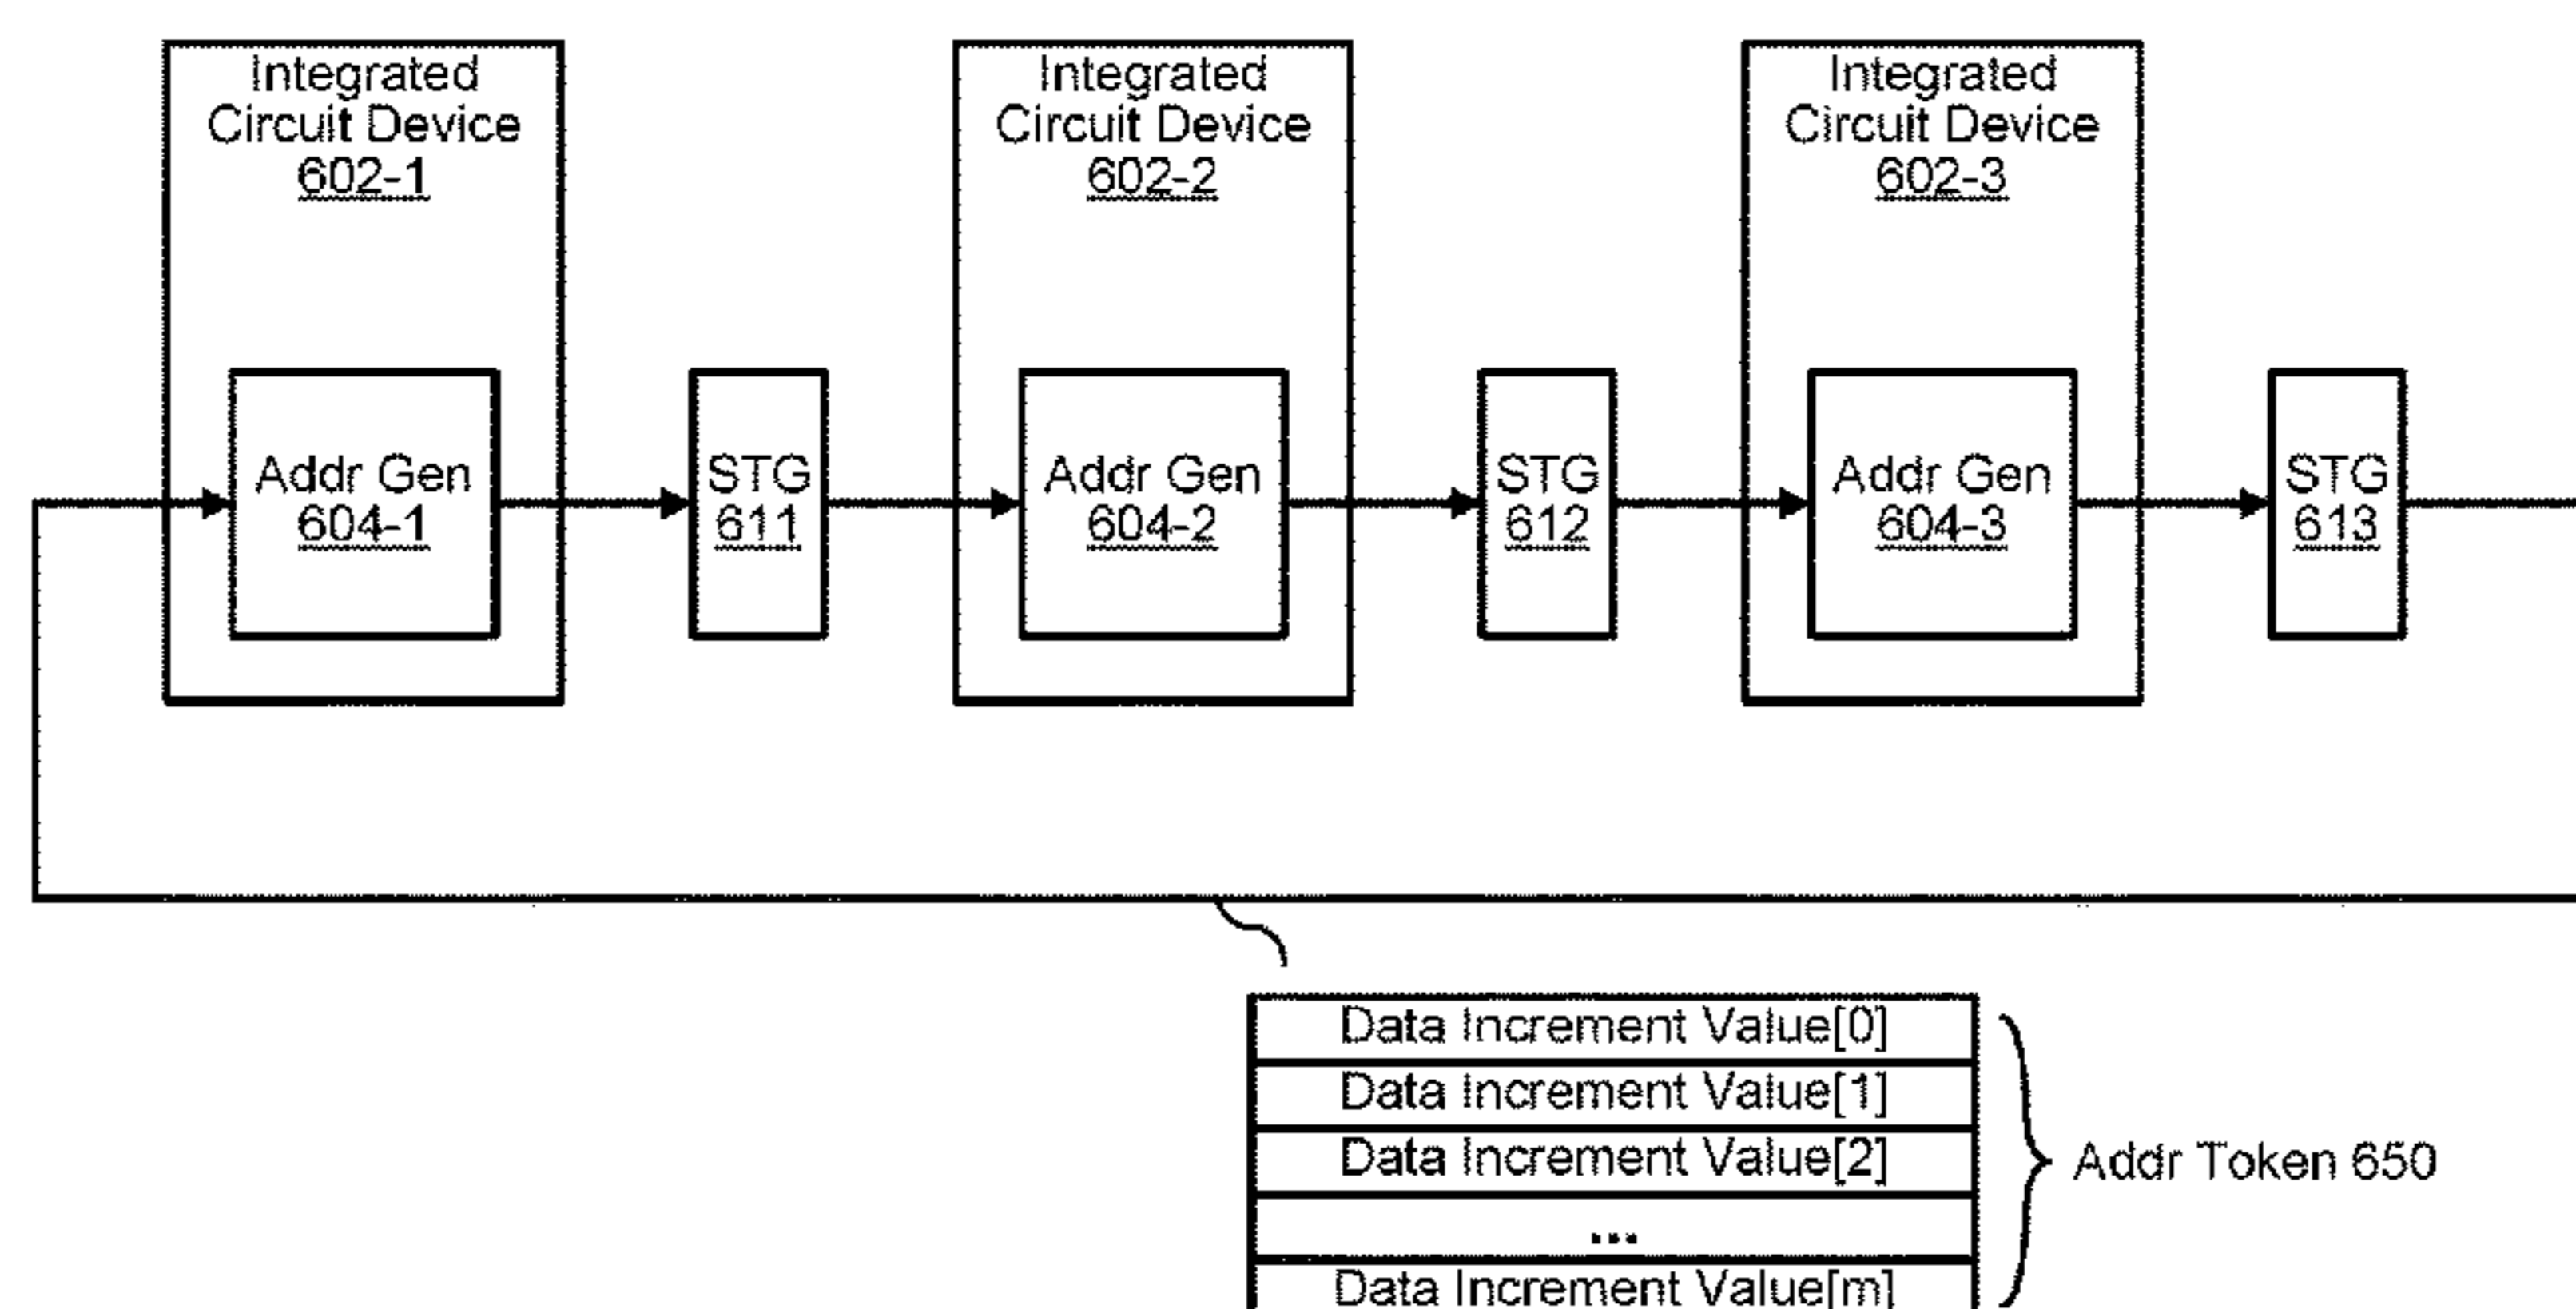 Integrated
Circuit Device
602-1
Integrated
Circuit Device
602-2
Integrated
Circuit Device
602-3
Addr Gen
604-1
STG
611
Addr Gen
604-2
STG
612
Addr Gen
604-3
STG
613
Data Increment Value[0]
Data Increment Value[1]
Data Increment Value[2]
...
Data Increment Value[m]
Addr Token 650